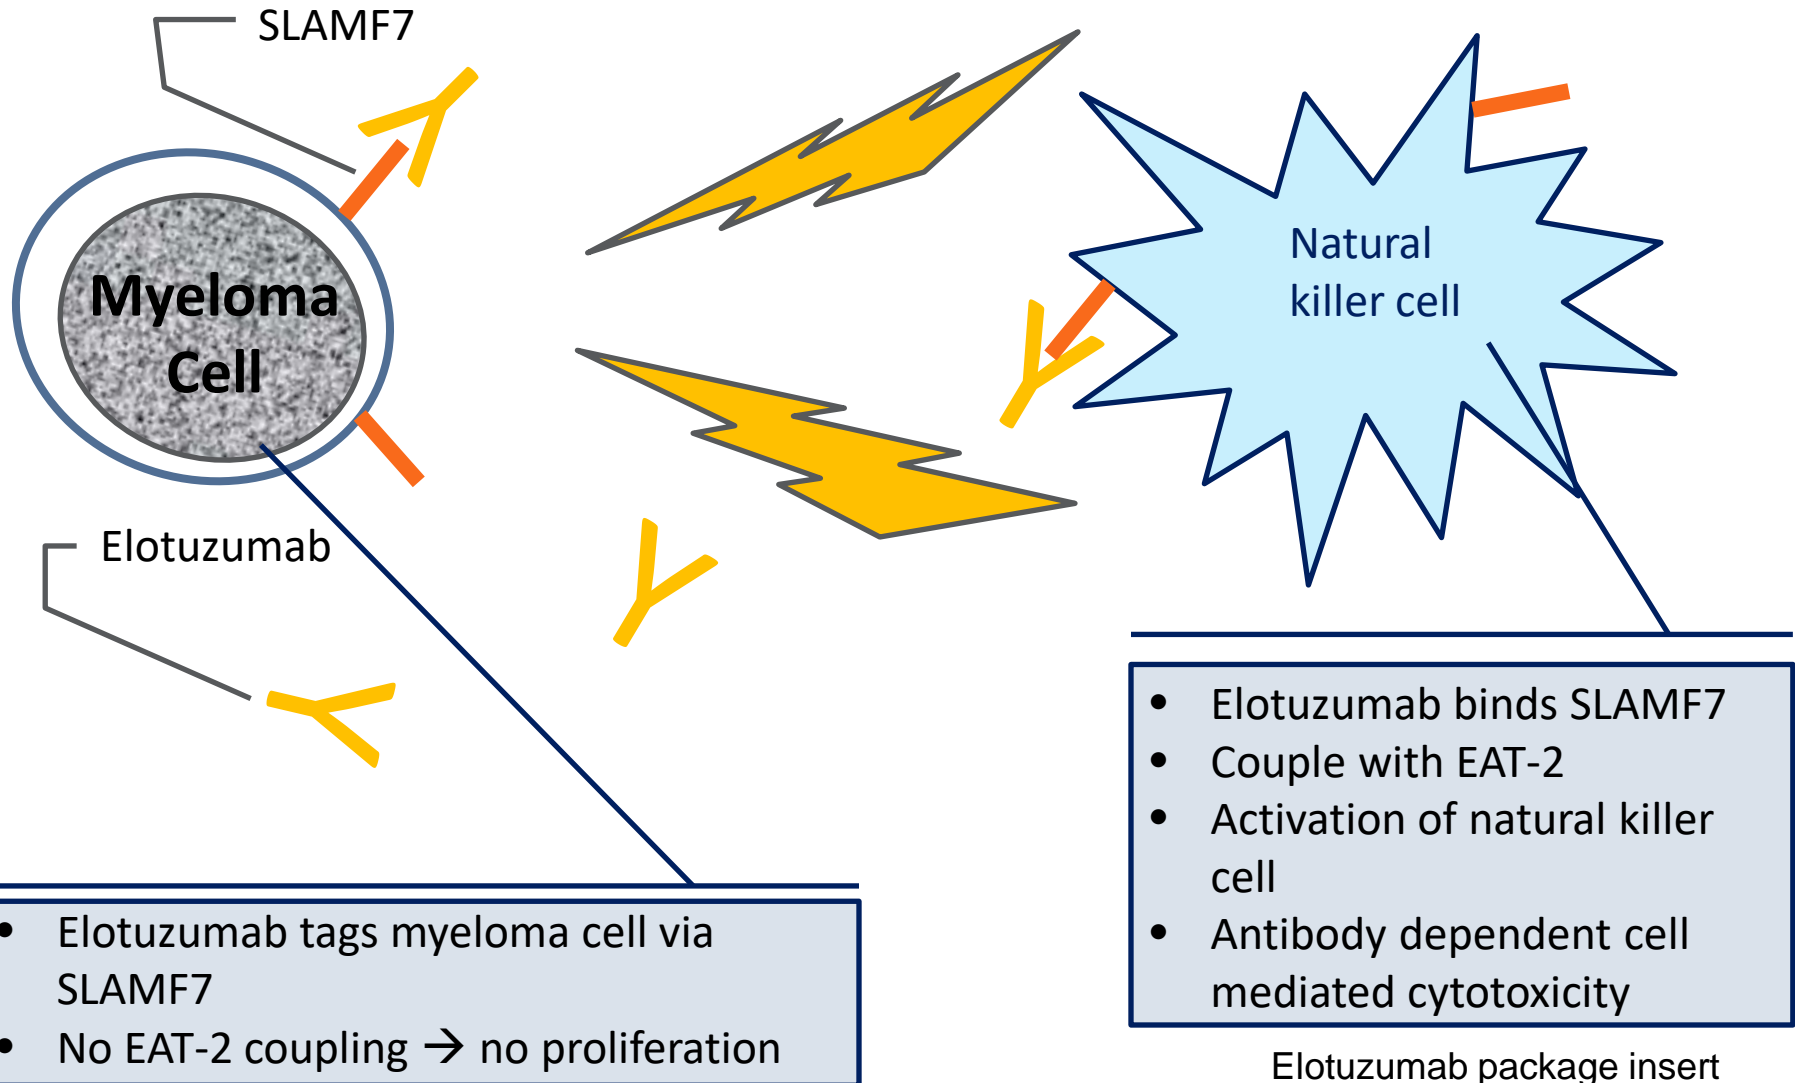 SLAMF7
Myeloma
Cell
Natural
killer cell
Elotuzumab
• Elotuzumab binds SLAMF7
• Couple with EAT-2
• Activation of natural killer
cell
• Antibody dependent cell
mediated cytotoxicity
• Elotuzumab tags myeloma cell via
SLAMF7
• No EAT-2 coupling → no proliferation
Elotuzumab package insert